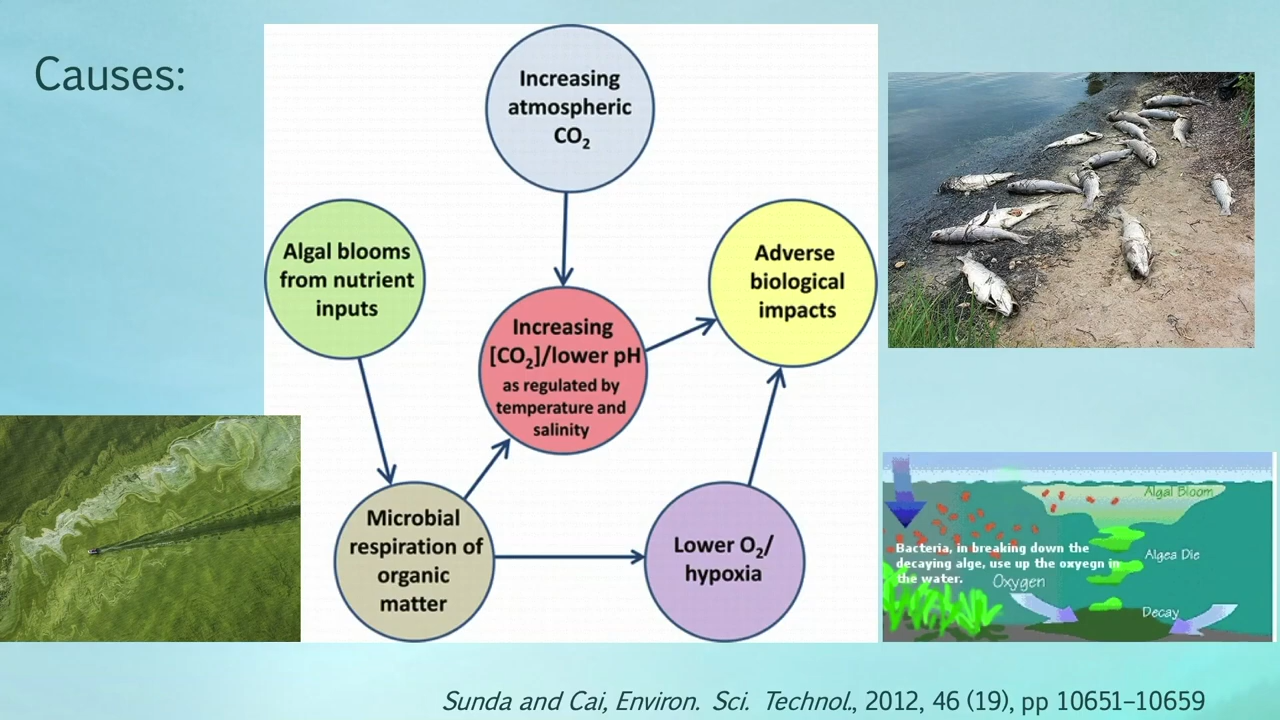 Causes:
Increasing
atmospheric
CO₂
Algal blooms
from nutrient
inputs
Adverse
biological
impacts
Increasing
[CO₂]/lower pH
as regulated by
temperature and
salinity
Microbial
respiration of
organic
matter
Lower O₂/
hypoxia
Algal Bloom
Bacteria, in breaking down the
decaying alge, use up the oxyegn in
the water.
Algea Die
Oxygen
Decay
Sunda and Cai, Environ. Sci. Technol., 2012, 46 (19), pp 10651–10659